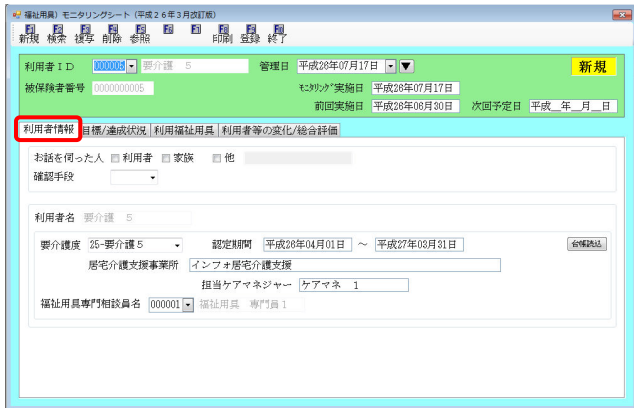 福祉用具）モニタリングシート（平成２６年３月改訂版）
新規 検索 複写 削除 参照 印刷 登録 終了
利用者ＩＤ 000005 要介護　５ 管理日 平成26年07月17日 新規
被保険者番号 0000000005 ﾓﾆﾀﾘﾝｸﾞ実施日 平成26年07月17日
前回実施日 平成26年06月30日 次回予定日 平成__年__月__日
利用者情報 目標/達成状況 利用福祉用具 利用者等の変化/総合評価
お話を伺った人 利用者 家族 他
確認手段
利用者名 要介護　５
要介護度 25-要介護５ 認定期間 平成26年04月01日 ～ 平成27年03月31日 台帳読込
居宅介護支援事業所 インフォ居宅介護支援
担当ケアマネジャー ケアマネ　１
福祉用具専門相談員名 000001 福祉用具　専門員１